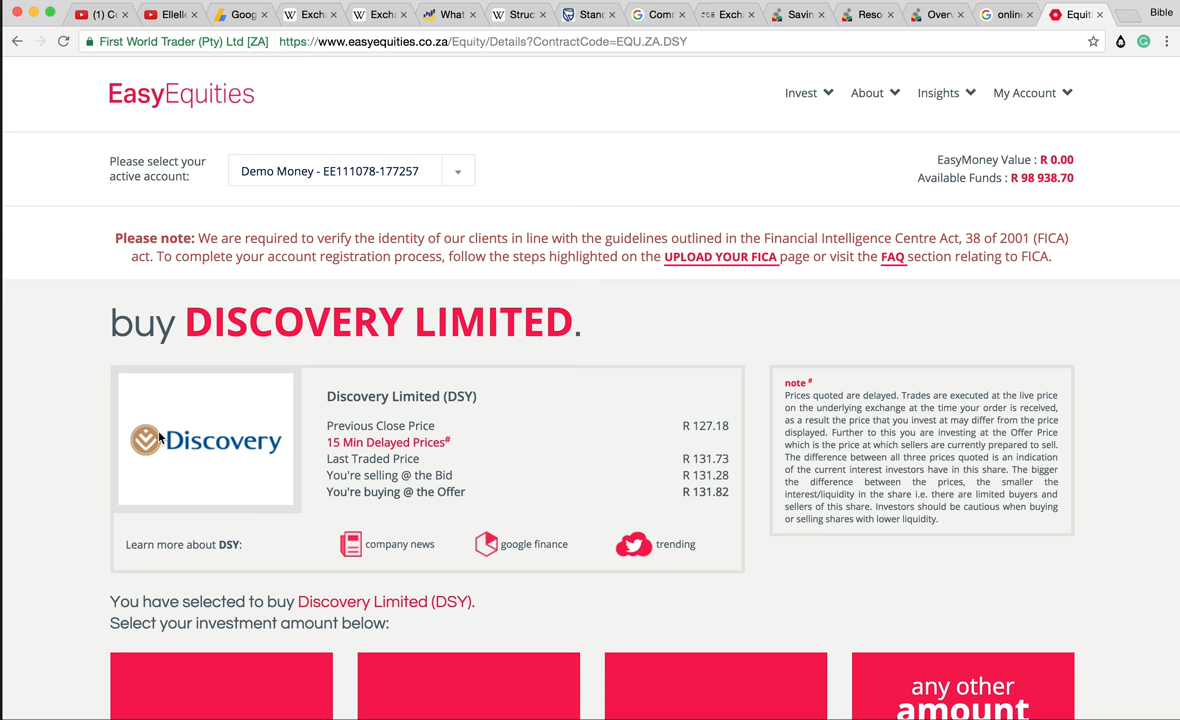 (1) C
Ellelle
Goog
Excha
Excha
What
Struc
Stanc
Comm
Excha
Savin
Reso
Overv
online
Equiti
Bible
First World Trader (Pty) Ltd [ZA] https://www.easyequities.co.za/Equity/Details?ContractCode=EQU.ZA.DSY
EasyEquities
Invest About Insights My Account
Please select your
active account:
Demo Money - EE111078-177257
EasyMoney Value : R 0.00
Available Funds : R 98 938.70
Please note: We are required to verify the identity of our clients in line with the guidelines outlined in the Financial Intelligence Centre Act, 38 of 2001 (FICA)
act. To complete your account registration process, follow the steps highlighted on the UPLOAD YOUR FICA page or visit the FAQ section relating to FICA.
buy DISCOVERY LIMITED.
Discovery
Discovery Limited (DSY)
Previous Close Price R 127.18
15 Min Delayed Prices#
Last Traded Price R 131.73
You're selling @ the Bid R 131.28
You're buying @ the Offer R 131.82
Learn more about DSY: company news google finance trending
note #
Prices quoted are delayed. Trades are executed at the live price
on the underlying exchange at the time your order is received,
as a result the price that you invest at may differ from the price
displayed. Further to this you are investing at the Offer Price
which is the price at which sellers are currently prepared to sell.
The difference between all three prices quoted is an indication
of the current interest investors have in this share. The bigger
the difference between the prices, the smaller the
interest/liquidity in the share i.e. there are limited buyers and
sellers of this share. Investors should be cautious when buying
or selling shares with lower liquidity.
You have selected to buy Discovery Limited (DSY).
Select your investment amount below:
any other
amount